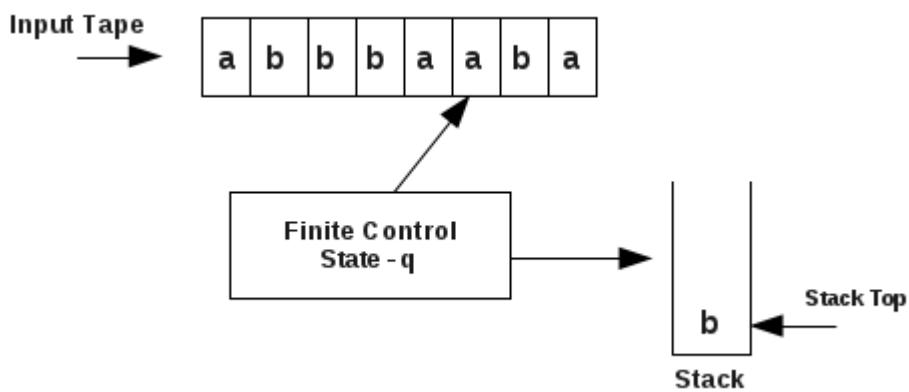 Input Tape
a b b b a a b a
Finite Control
State - q
Stack Top
b
Stack